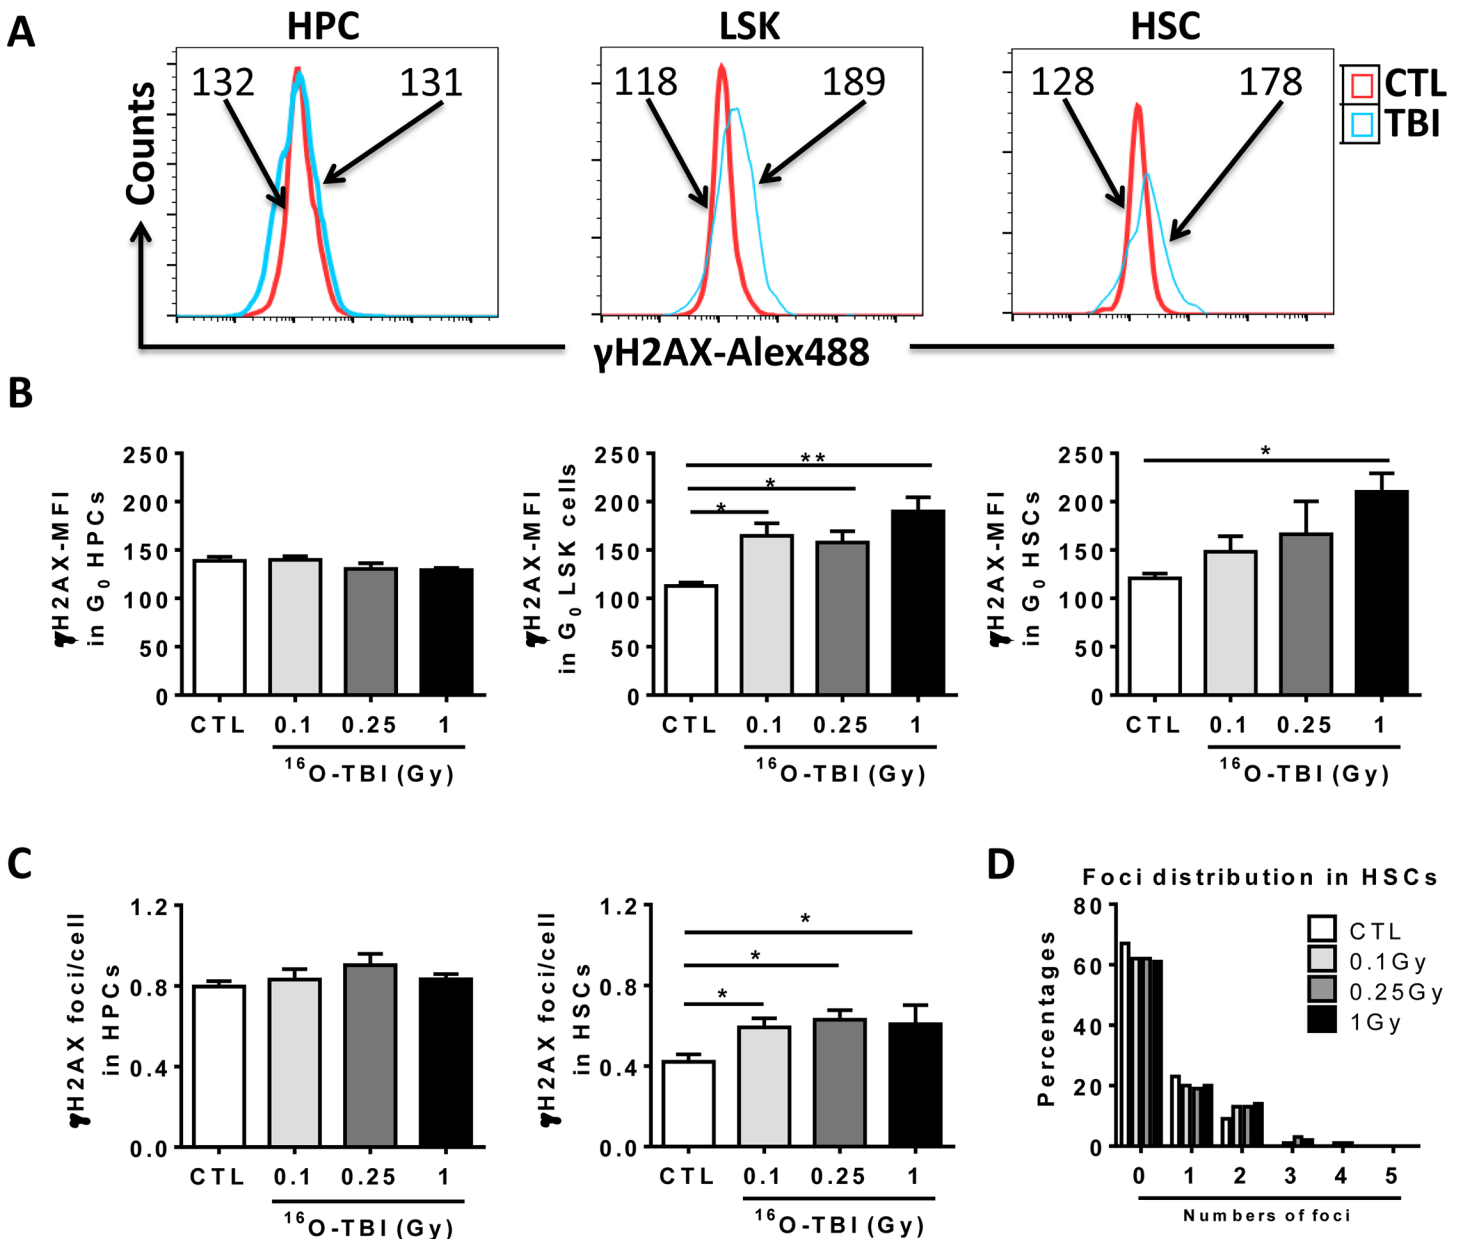 A
HPC
LSK
HSC
132
131
118
189
128
178
CTL
TBI
Counts
γH2AX-Alex488
B
γH2AX-MFI
in G0 HPCs
250
200
150
100
50
0
CTL
0.1
0.25
1
16O-TBI (Gy)
γH2AX-MFI
in G0 LSK cells
250
200
150
100
50
0
*
*
**
CTL
0.1
0.25
1
16O-TBI (Gy)
γH2AX-MFI
in G0 HSCs
250
200
150
100
50
0
*
CTL
0.1
0.25
1
16O-TBI (Gy)
C
γH2AX foci/cell
in HPCs
1.2
0.8
0.4
0.0
CTL
0.1
0.25
1
16O-TBI (Gy)
γH2AX foci/cell
in HSCs
1.2
0.8
0.4
0.0
*
*
*
CTL
0.1
0.25
1
16O-TBI (Gy)
D
Foci distribution in HSCs
Percentages
80
60
40
20
0
CTL
0.1Gy
0.25Gy
1Gy
0
1
2
3
4
5
Numbers of foci